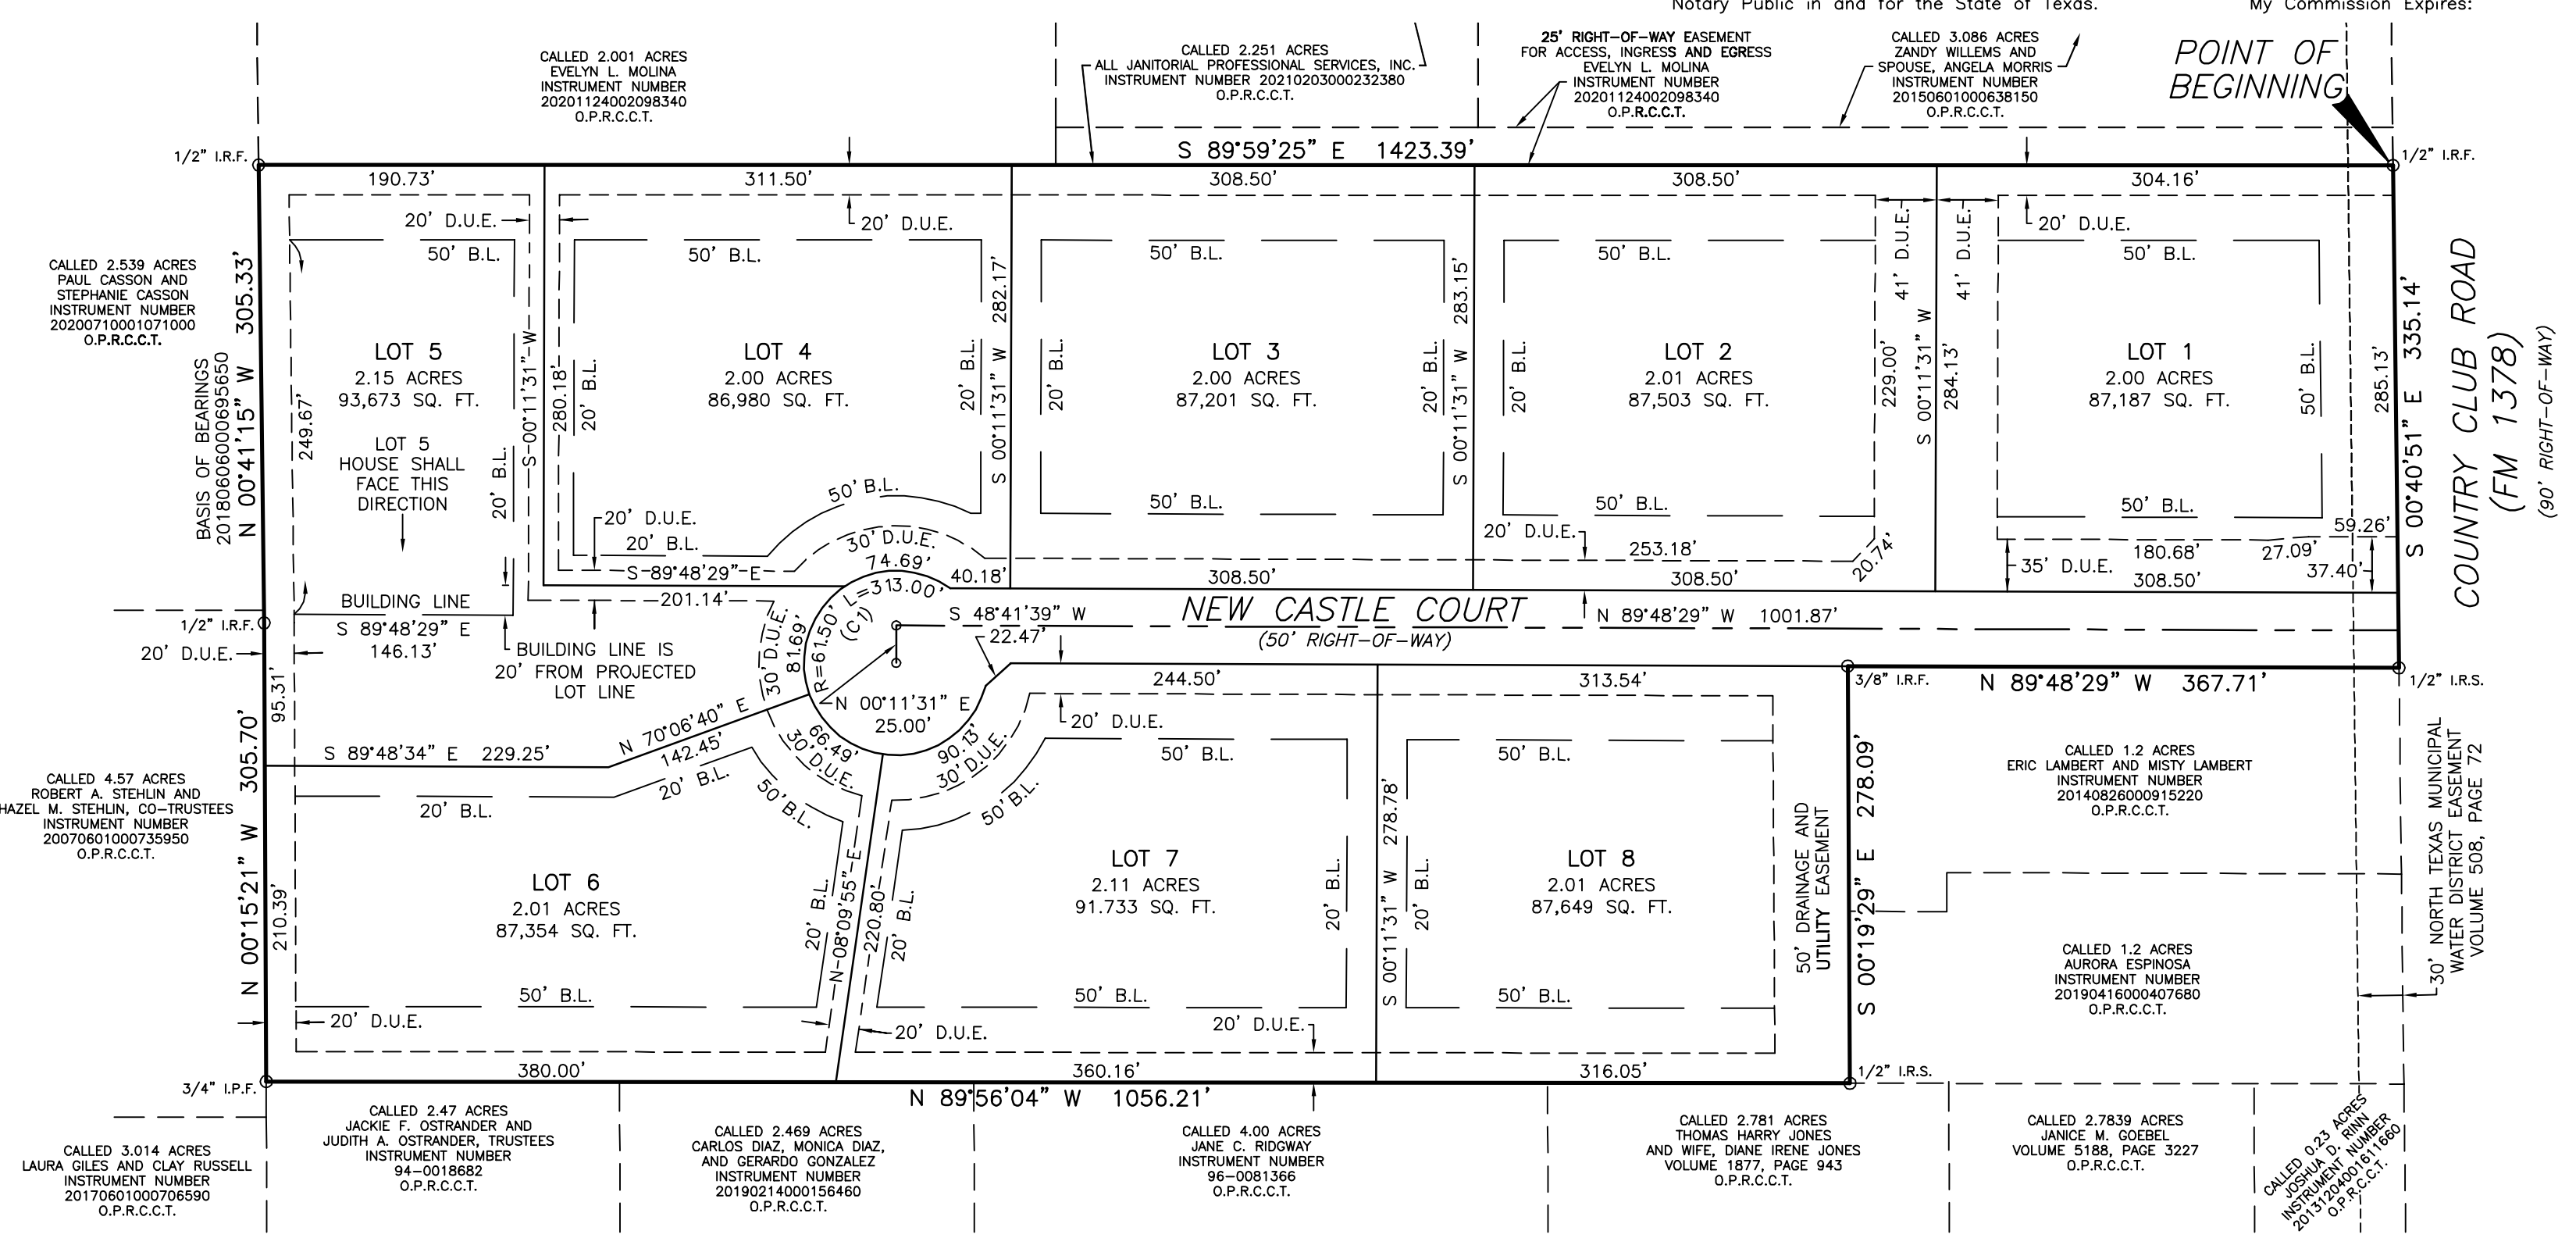 Notary Public in and for the State of Texas.
My Commission Expires:
CALLED 2.001 ACRES
EVELYN L. MOLINA
INSTRUMENT NUMBER
20201124002098340
O.P.R.C.C.T.
CALLED 2.251 ACRES
ALL JANITORIAL PROFESSIONAL SERVICES, INC.
INSTRUMENT NUMBER 20210203000232380
O.P.R.C.C.T.
25' RIGHT-OF-WAY EASEMENT
FOR ACCESS, INGRESS AND EGRESS
EVELYN L. MOLINA
INSTRUMENT NUMBER
20201124002098340
O.P.R.C.C.T.
CALLED 3.086 ACRES
ZANDY WILLEMS AND
SPOUSE, ANGELA MORRIS
INSTRUMENT NUMBER
20150601000638150
O.P.R.C.C.T.
POINT OF
BEGINNING
1/2" I.R.F.
S 89°59'25" E 1423.39'
1/2" I.R.F.
190.73'
311.50'
308.50'
308.50'
304.16'
20' D.U.E.
20' D.U.E.
20' D.U.E.
50' B.L.
50' B.L.
50' B.L.
50' B.L.
50' B.L.
41' D.U.E.
41' D.U.E.
CALLED 2.539 ACRES
PAUL CASSON AND
STEPHANIE CASSON
INSTRUMENT NUMBER
20200710001071000
O.P.R.C.C.T.
BASIS OF BEARINGS
20180606000695650
N 00°41'15" W 305.33'
249.67'
LOT 5
2.15 ACRES
93,673 SQ. FT.
LOT 5
HOUSE SHALL
FACE THIS
DIRECTION
20' B.L.
S 00°11'31" W
280.18'
20' B.L.
LOT 4
2.00 ACRES
86,980 SQ. FT.
20' B.L.
S 00°11'31" W 282.17'
20' B.L.
LOT 3
2.00 ACRES
87,201 SQ. FT.
20' B.L.
S 00°11'31" W 283.15'
20' B.L.
LOT 2
2.01 ACRES
87,503 SQ. FT.
229.00'
S 00°11'31" W
284.13'
LOT 1
2.00 ACRES
87,187 SQ. FT.
50' B.L.
285.13'
S 00°40'51" E 335.14'
COUNTRY CLUB ROAD
(FM 1378)
(90' RIGHT-OF-WAY)
50' B.L.
50' B.L.
50' B.L.
50' B.L.
20' D.U.E.
20' B.L.
30' D.U.E.
20' D.U.E.
253.18'
20.74'
59.26'
180.68'
27.09'
35' D.U.E.
37.40'
S 89°48'29" E
74.69'
40.18'
308.50'
308.50'
308.50'
BUILDING LINE
201.14'
L=313.00'
R=61.50'
(C1)
81.69'
30' D.U.E.
S 48°41'39" W
22.47'
NEW CASTLE COURT
(50' RIGHT-OF-WAY)
N 89°48'29" W 1001.87'
1/2" I.R.F.
S 89°48'29" E
146.13'
20' D.U.E.
BUILDING LINE IS
20' FROM PROJECTED
LOT LINE
95.31'
N 00°11'31" E
25.00'
244.50'
313.54'
3/8" I.R.F.
N 89°48'29" W 367.71'
1/2" I.R.S.
N 70°06'40" E
142.45'
20' B.L.
66.49'
30' D.U.E.
90.13'
30' D.U.E.
20' D.U.E.
S 89°48'34" E 229.25'
50' B.L.
50' B.L.
50' B.L.
50' B.L.
20' B.L.
CALLED 4.57 ACRES
ROBERT A. STEHLIN AND
HAZEL M. STEHLIN, CO-TRUSTEES
INSTRUMENT NUMBER
20070601000735950
O.P.R.C.C.T.
N 00°15'21" W 305.70'
210.39'
LOT 6
2.01 ACRES
87,354 SQ. FT.
20' B.L.
N 08°09'55" E
220.80'
20' B.L.
LOT 7
2.11 ACRES
91.733 SQ. FT.
20' B.L.
S 00°11'31" W 278.78'
20' B.L.
LOT 8
2.01 ACRES
87,649 SQ. FT.
50' DRAINAGE AND
UTILITY EASEMENT
S 00°19'29" E 278.09'
CALLED 1.2 ACRES
ERIC LAMBERT AND MISTY LAMBERT
INSTRUMENT NUMBER
20140826000915220
O.P.R.C.C.T.
CALLED 1.2 ACRES
AURORA ESPINOSA
INSTRUMENT NUMBER
20190416000407680
O.P.R.C.C.T.
30' NORTH TEXAS MUNICIPAL
WATER DISTRICT EASEMENT
VOLUME 508, PAGE 72
50' B.L.
50' B.L.
50' B.L.
20' D.U.E.
20' D.U.E.
20' D.U.E.
380.00'
360.16'
316.05'
3/4" I.P.F.
N 89°56'04" W 1056.21'
1/2" I.R.S.
CALLED 3.014 ACRES
LAURA GILES AND CLAY RUSSELL
INSTRUMENT NUMBER
20170601000706590
O.P.R.C.C.T.
CALLED 2.47 ACRES
JACKIE F. OSTRANDER AND
JUDITH A. OSTRANDER, TRUSTEES
INSTRUMENT NUMBER
94-0018682
O.P.R.C.C.T.
CALLED 2.469 ACRES
CARLOS DIAZ, MONICA DIAZ,
AND GERARDO GONZALEZ
INSTRUMENT NUMBER
20190214000156460
O.P.R.C.C.T.
CALLED 4.00 ACRES
JANE C. RIDGWAY
INSTRUMENT NUMBER
96-0081366
O.P.R.C.C.T.
CALLED 2.781 ACRES
THOMAS HARRY JONES
AND WIFE, DIANE IRENE JONES
VOLUME 1877, PAGE 943
O.P.R.C.C.T.
CALLED 2.7839 ACRES
JANICE M. GOEBEL
VOLUME 5188, PAGE 3227
O.P.R.C.C.T.
CALLED 0.23 ACRES
JOSHUA D. RINN
INSTRUMENT NUMBER
20131204001611660
O.P.R.C.C.T.